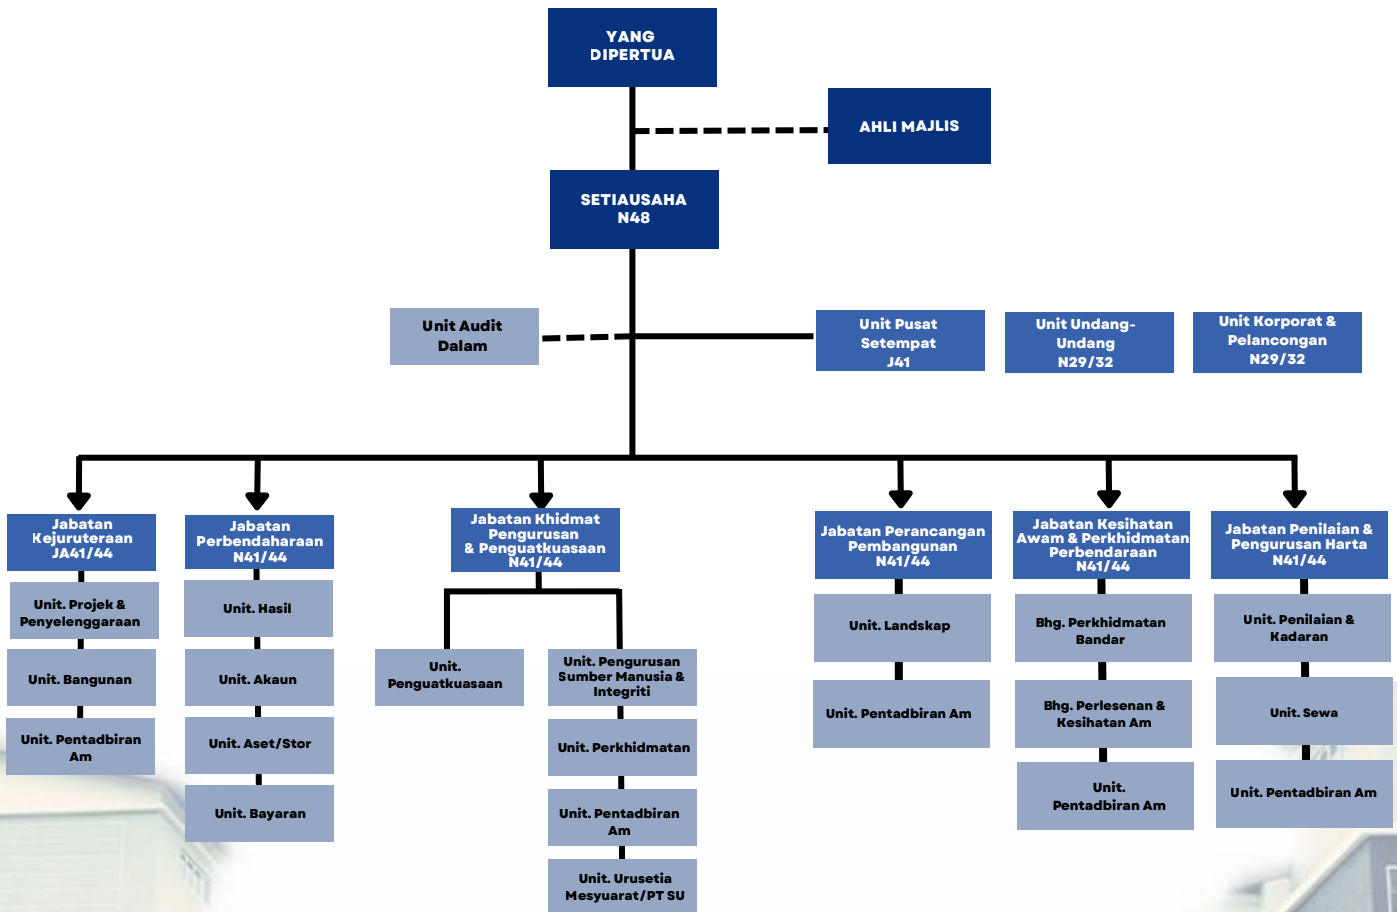 YANG
DIPERTUA
AHLI MAJLIS
SETIAUSAHA
N48
Unit Audit
Dalam
Unit Pusat
Setempat
J41
Unit Undang-
Undang
N29/32
Unit Korporat &
Pelancongan
N29/32
Jabatan
Kejuruteraan
JA41/44
Unit. Projek &
Penyelenggaraan
Unit. Bangunan
Unit. Pentadbiran
Am
Jabatan
Perbendaharaan
N41/44
Unit. Hasil
Unit. Akaun
Unit. Aset/Stor
Unit. Bayaran
Jabatan Khidmat
Pengurusan
& Penguatkuasaan
N41/44
Unit.
Penguatkuasaan
Unit. Pengurusan
Sumber Manusia &
Integriti
Unit. Perkhidmatan
Unit. Pentadbiran
Am
Unit. Urusetia
Mesyuarat/PT SU
Jabatan Perancangan
Pembangunan
N41/44
Unit. Landskap
Unit. Pentadbiran Am
Jabatan Kesihatan
Awam & Perkhidmatan
Perbendaraan
N41/44
Bhg. Perkhidmatan
Bandar
Bhg. Perlesenan &
Kesihatan Am
Unit.
Pentadbiran Am
Jabatan Penilaian &
Pengurusan Harta
N41/44
Unit. Penilaian &
Kadaran
Unit. Sewa
Unit. Pentadbiran Am